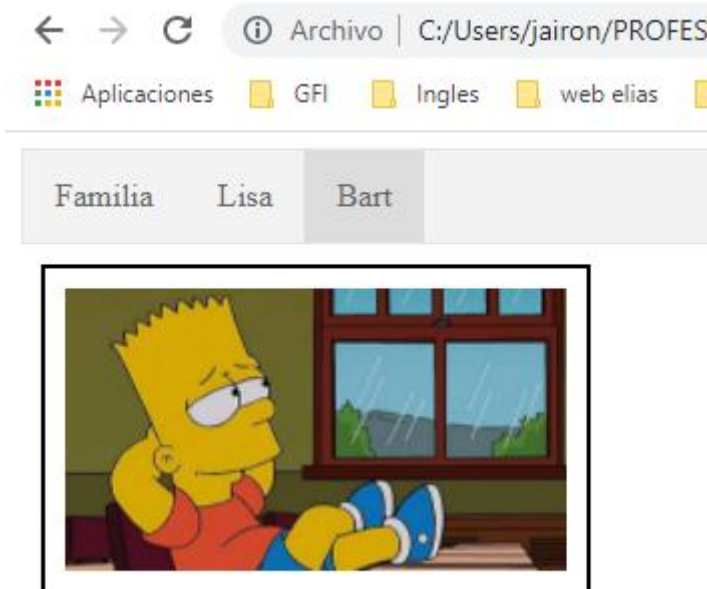 Archivo | C:/Users/jairon/PROFES
Aplicaciones GFI Ingles web elias
Familia Lisa Bart